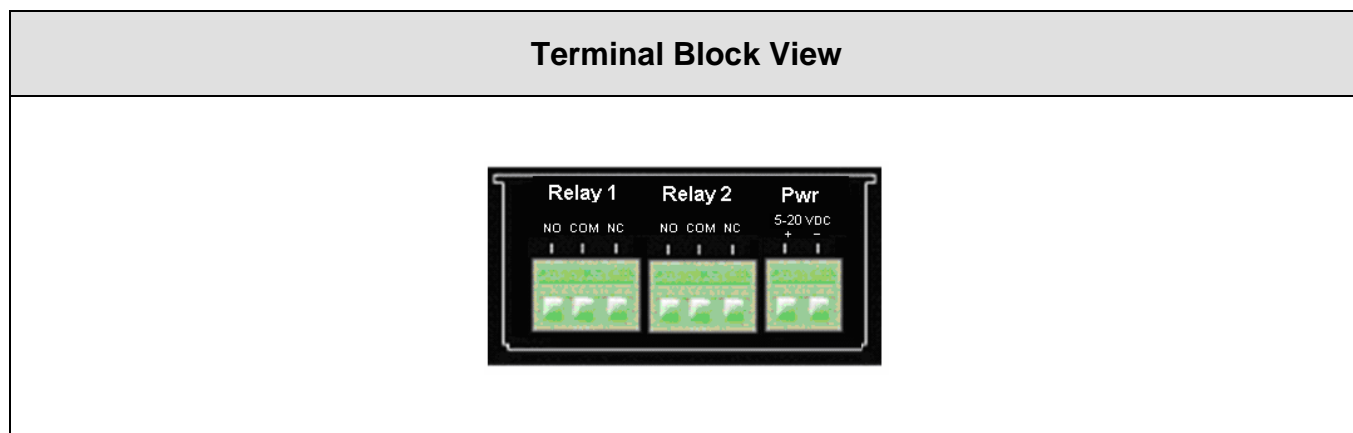 Terminal Block View
Relay 1 Relay 2 Pwr
5-20 VDC
NO COM NC NO COM NC + –